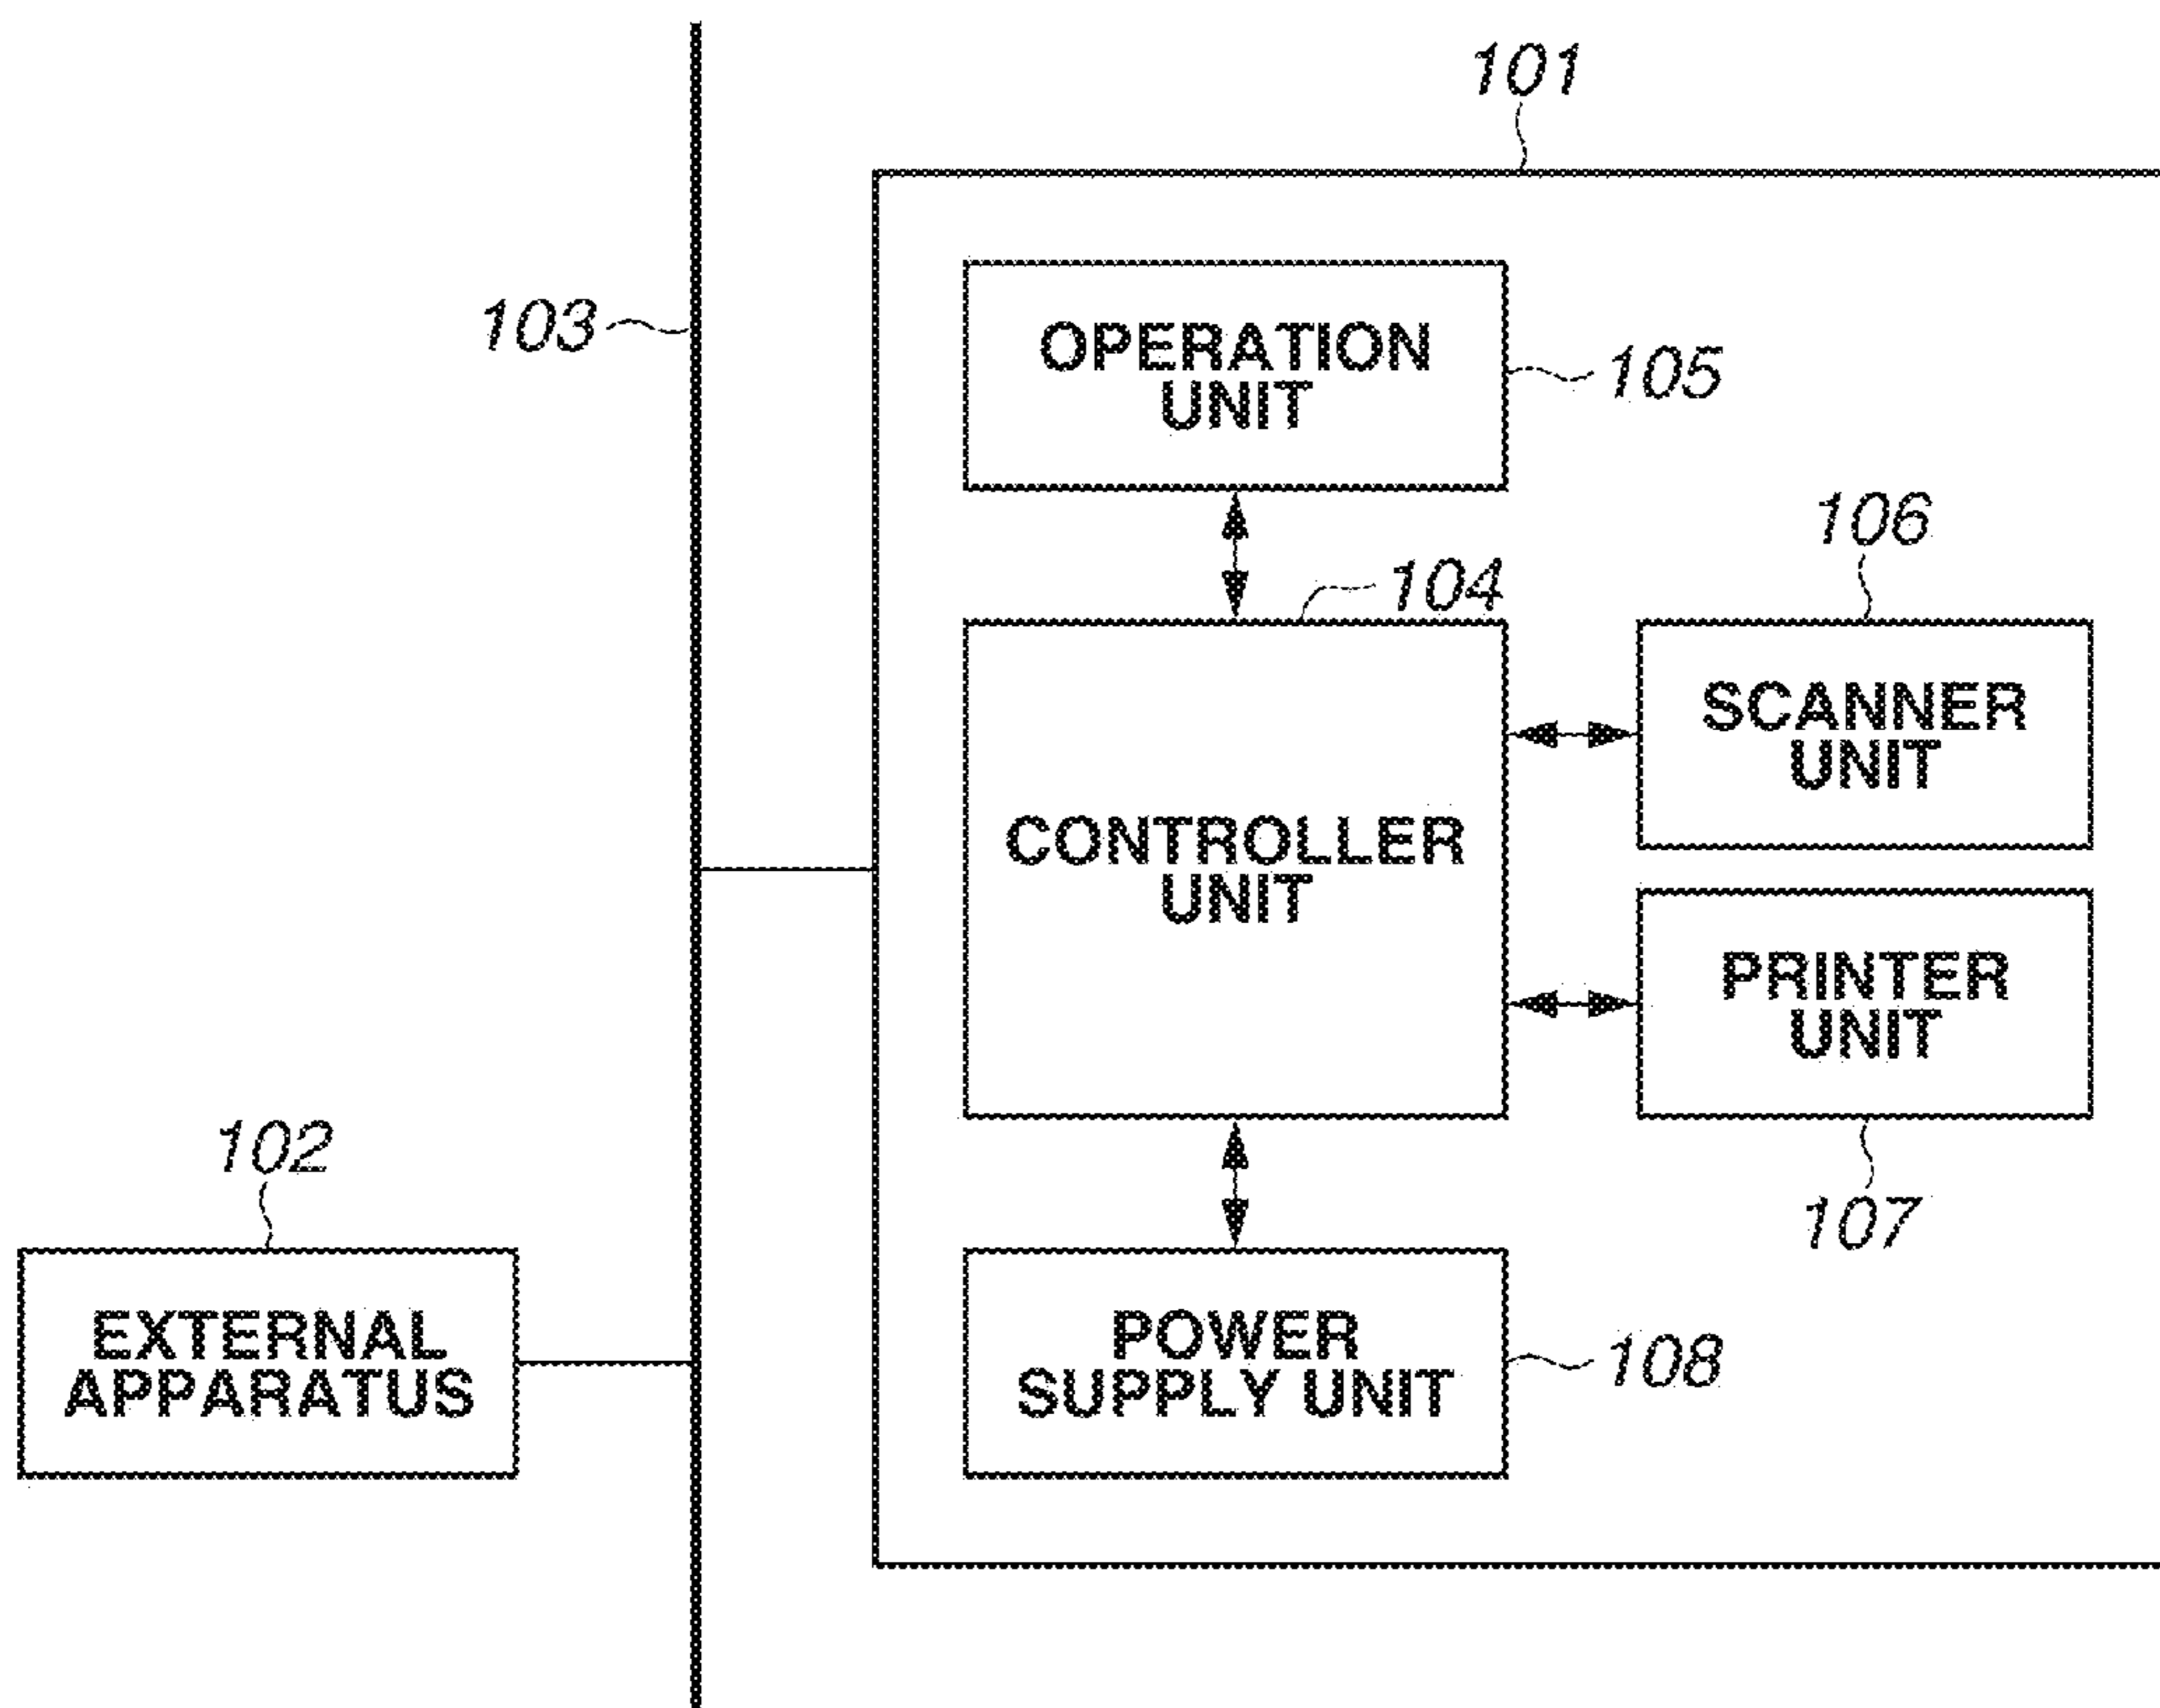 101
103
OPERATION
UNIT
105
106
104
SCANNER
UNIT
CONTROLLER
UNIT
PRINTER
UNIT
102
107
EXTERNAL
APPARATUS
POWER
SUPPLY UNIT
108